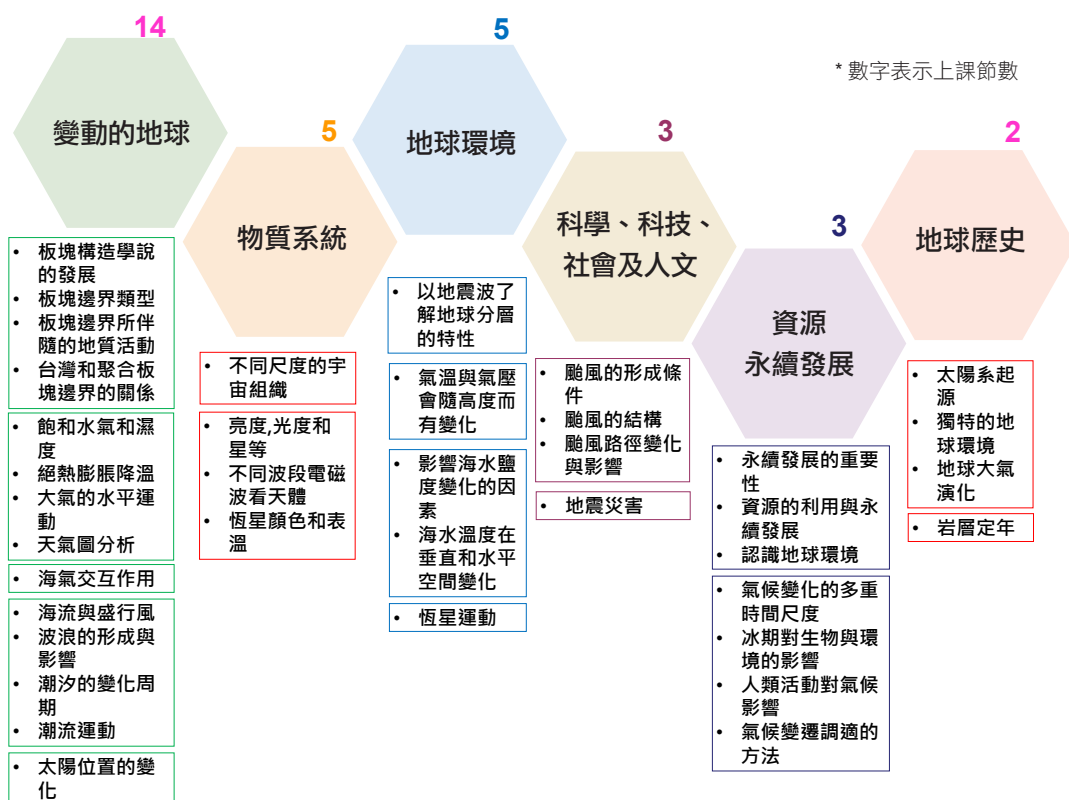 14
變動的地球
• 板塊構造學說
的發展
• 板塊邊界類型
• 板塊邊界所伴
隨的地質活動
• 台灣和聚合板
塊邊界的關係
• 飽和水氣和濕
度
• 絕熱膨脹降溫
• 大氣的水平運
動
• 天氣圖分析
• 海氣交互作用
• 海流與盛行風
• 波浪的形成與
影響
• 潮汐的變化周
期
• 潮流運動
• 太陽位置的變
化
5
物質系統
• 不同尺度的宇
宙組織
• 亮度,光度和
星等
• 不同波段電磁
波看天體
• 恆星顏色和表
溫
5
地球環境
• 以地震波了
解地球分層
的特性
• 氣溫與氣壓
會隨高度而
有變化
• 影響海水鹽
度變化的因
素
• 海水溫度在
垂直和水平
空間變化
• 恆星運動
3
科學、科技、
社會及人文
• 颱風的形成條
件
• 颱風的結構
• 颱風路徑變化
與影響
• 地震災害
3
資源
永續發展
• 永續發展的重要
性
• 資源的利用與永
續發展
• 認識地球環境
• 氣候變化的多重
時間尺度
• 冰期對生物與環
境的影響
• 人類活動對氣候
影響
• 氣候變遷調適的
方法
* 數字表示上課節數
2
地球歷史
• 太陽系起
源
• 獨特的地
球環境
• 地球大氣
演化
• 岩層定年